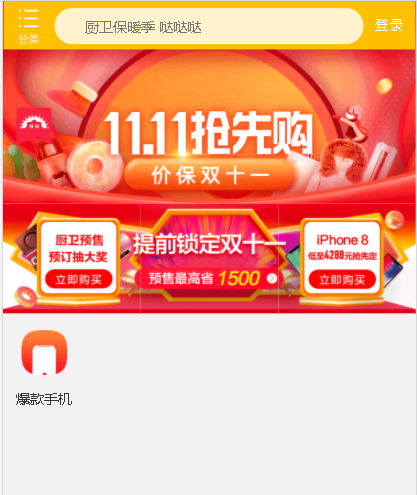 厨卫保暖季 哒哒哒
登录
分类
11.11抢先购
价保双十一
厨卫预售
预订抽大奖
立即购买
提前锁定双十一
预售最高省 1500
iPhone 8
低至4288元抢先定
立即购买
爆款手机